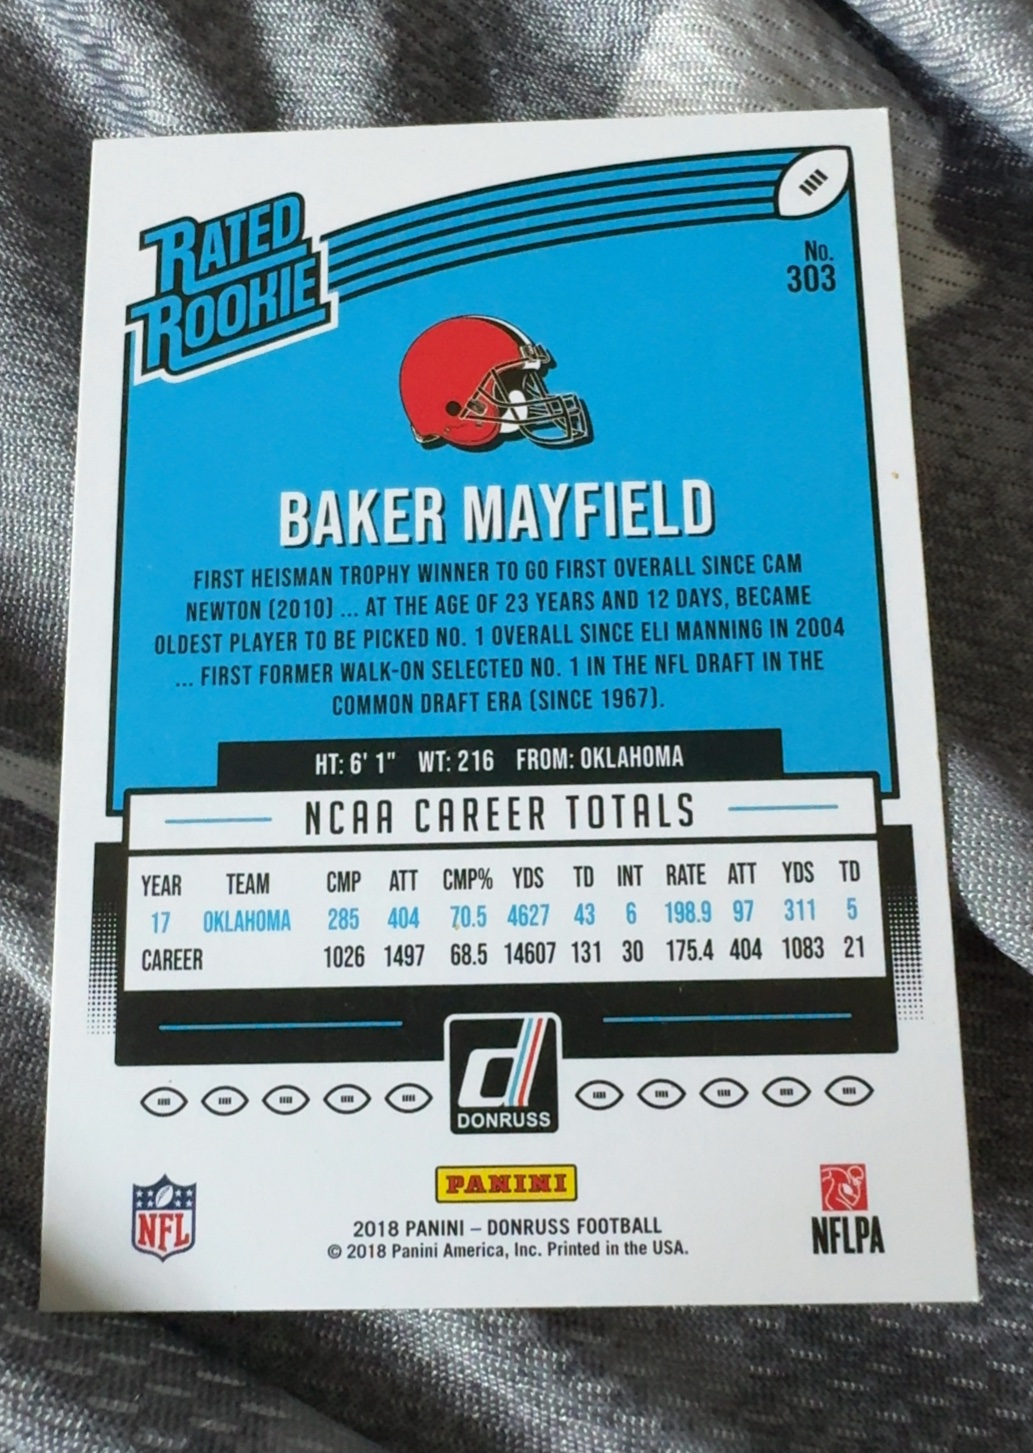 RATED
ROOKIE
No.
303
BAKER MAYFIELD
FIRST HEISMAN TROPHY WINNER TO GO FIRST OVERALL SINCE CAM
NEWTON (2010) ... AT THE AGE OF 23 YEARS AND 12 DAYS, BECAME
OLDEST PLAYER TO BE PICKED NO. 1 OVERALL SINCE ELI MANNING IN 2004
... FIRST FORMER WALK-ON SELECTED NO. 1 IN THE NFL DRAFT IN THE
COMMON DRAFT ERA (SINCE 1967).
HT: 6' 1" WT: 216 FROM: OKLAHOMA
NCAA CAREER TOTALS
YEAR TEAM CMP ATT CMP% YDS TD INT RATE ATT YDS TD
17 OKLAHOMA 285 404 70.5 4627 43 6 198.9 97 311 5
CAREER 1026 1497 68.5 14607 131 30 175.4 404 1083 21
d
DONRUSS
PANINI
NFL
2018 PANINI – DONRUSS FOOTBALL
© 2018 Panini America, Inc. Printed in the USA.
NFLPA